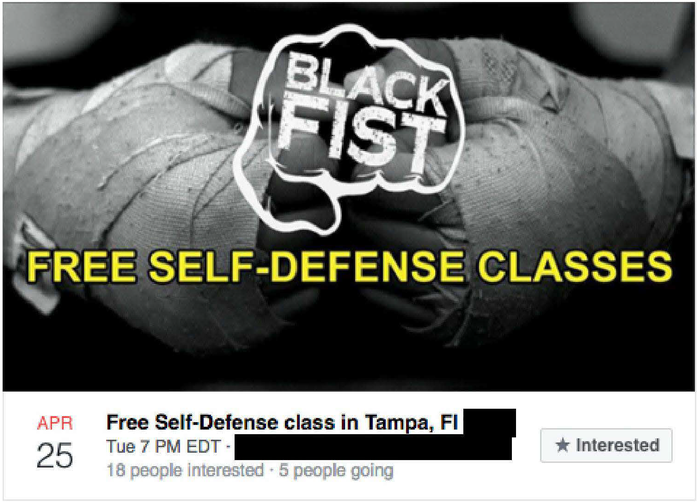 BLACK
FIST
FREE SELF-DEFENSE CLASSES
APR
25
Free Self-Defense class in Tampa, Fl
Tue 7 PM EDT ·
18 people interested · 5 people going
★ Interested